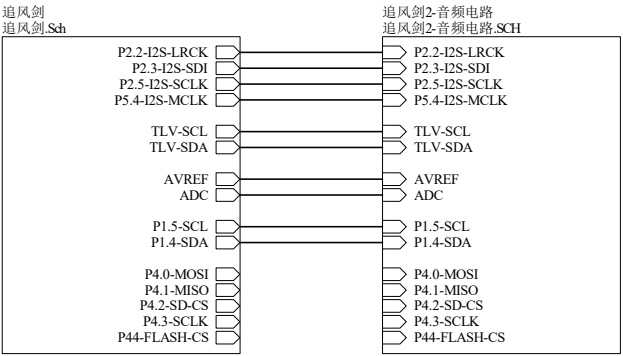 追风剑
追风剑.Sch
P2.2-I2S-LRCK
P2.3-I2S-SDI
P2.5-I2S-SCLK
P5.4-I2S-MCLK
TLV-SCL
TLV-SDA
AVREF
ADC
P1.5-SCL
P1.4-SDA
P4.0-MOSI
P4.1-MISO
P4.2-SD-CS
P4.3-SCLK
P44-FLASH-CS
追风剑2-音频电路
追风剑2-音频电路.SCH
P2.2-I2S-LRCK
P2.3-I2S-SDI
P2.5-I2S-SCLK
P5.4-I2S-MCLK
TLV-SCL
TLV-SDA
AVREF
ADC
P1.5-SCL
P1.4-SDA
P4.0-MOSI
P4.1-MISO
P4.2-SD-CS
P4.3-SCLK
P44-FLASH-CS